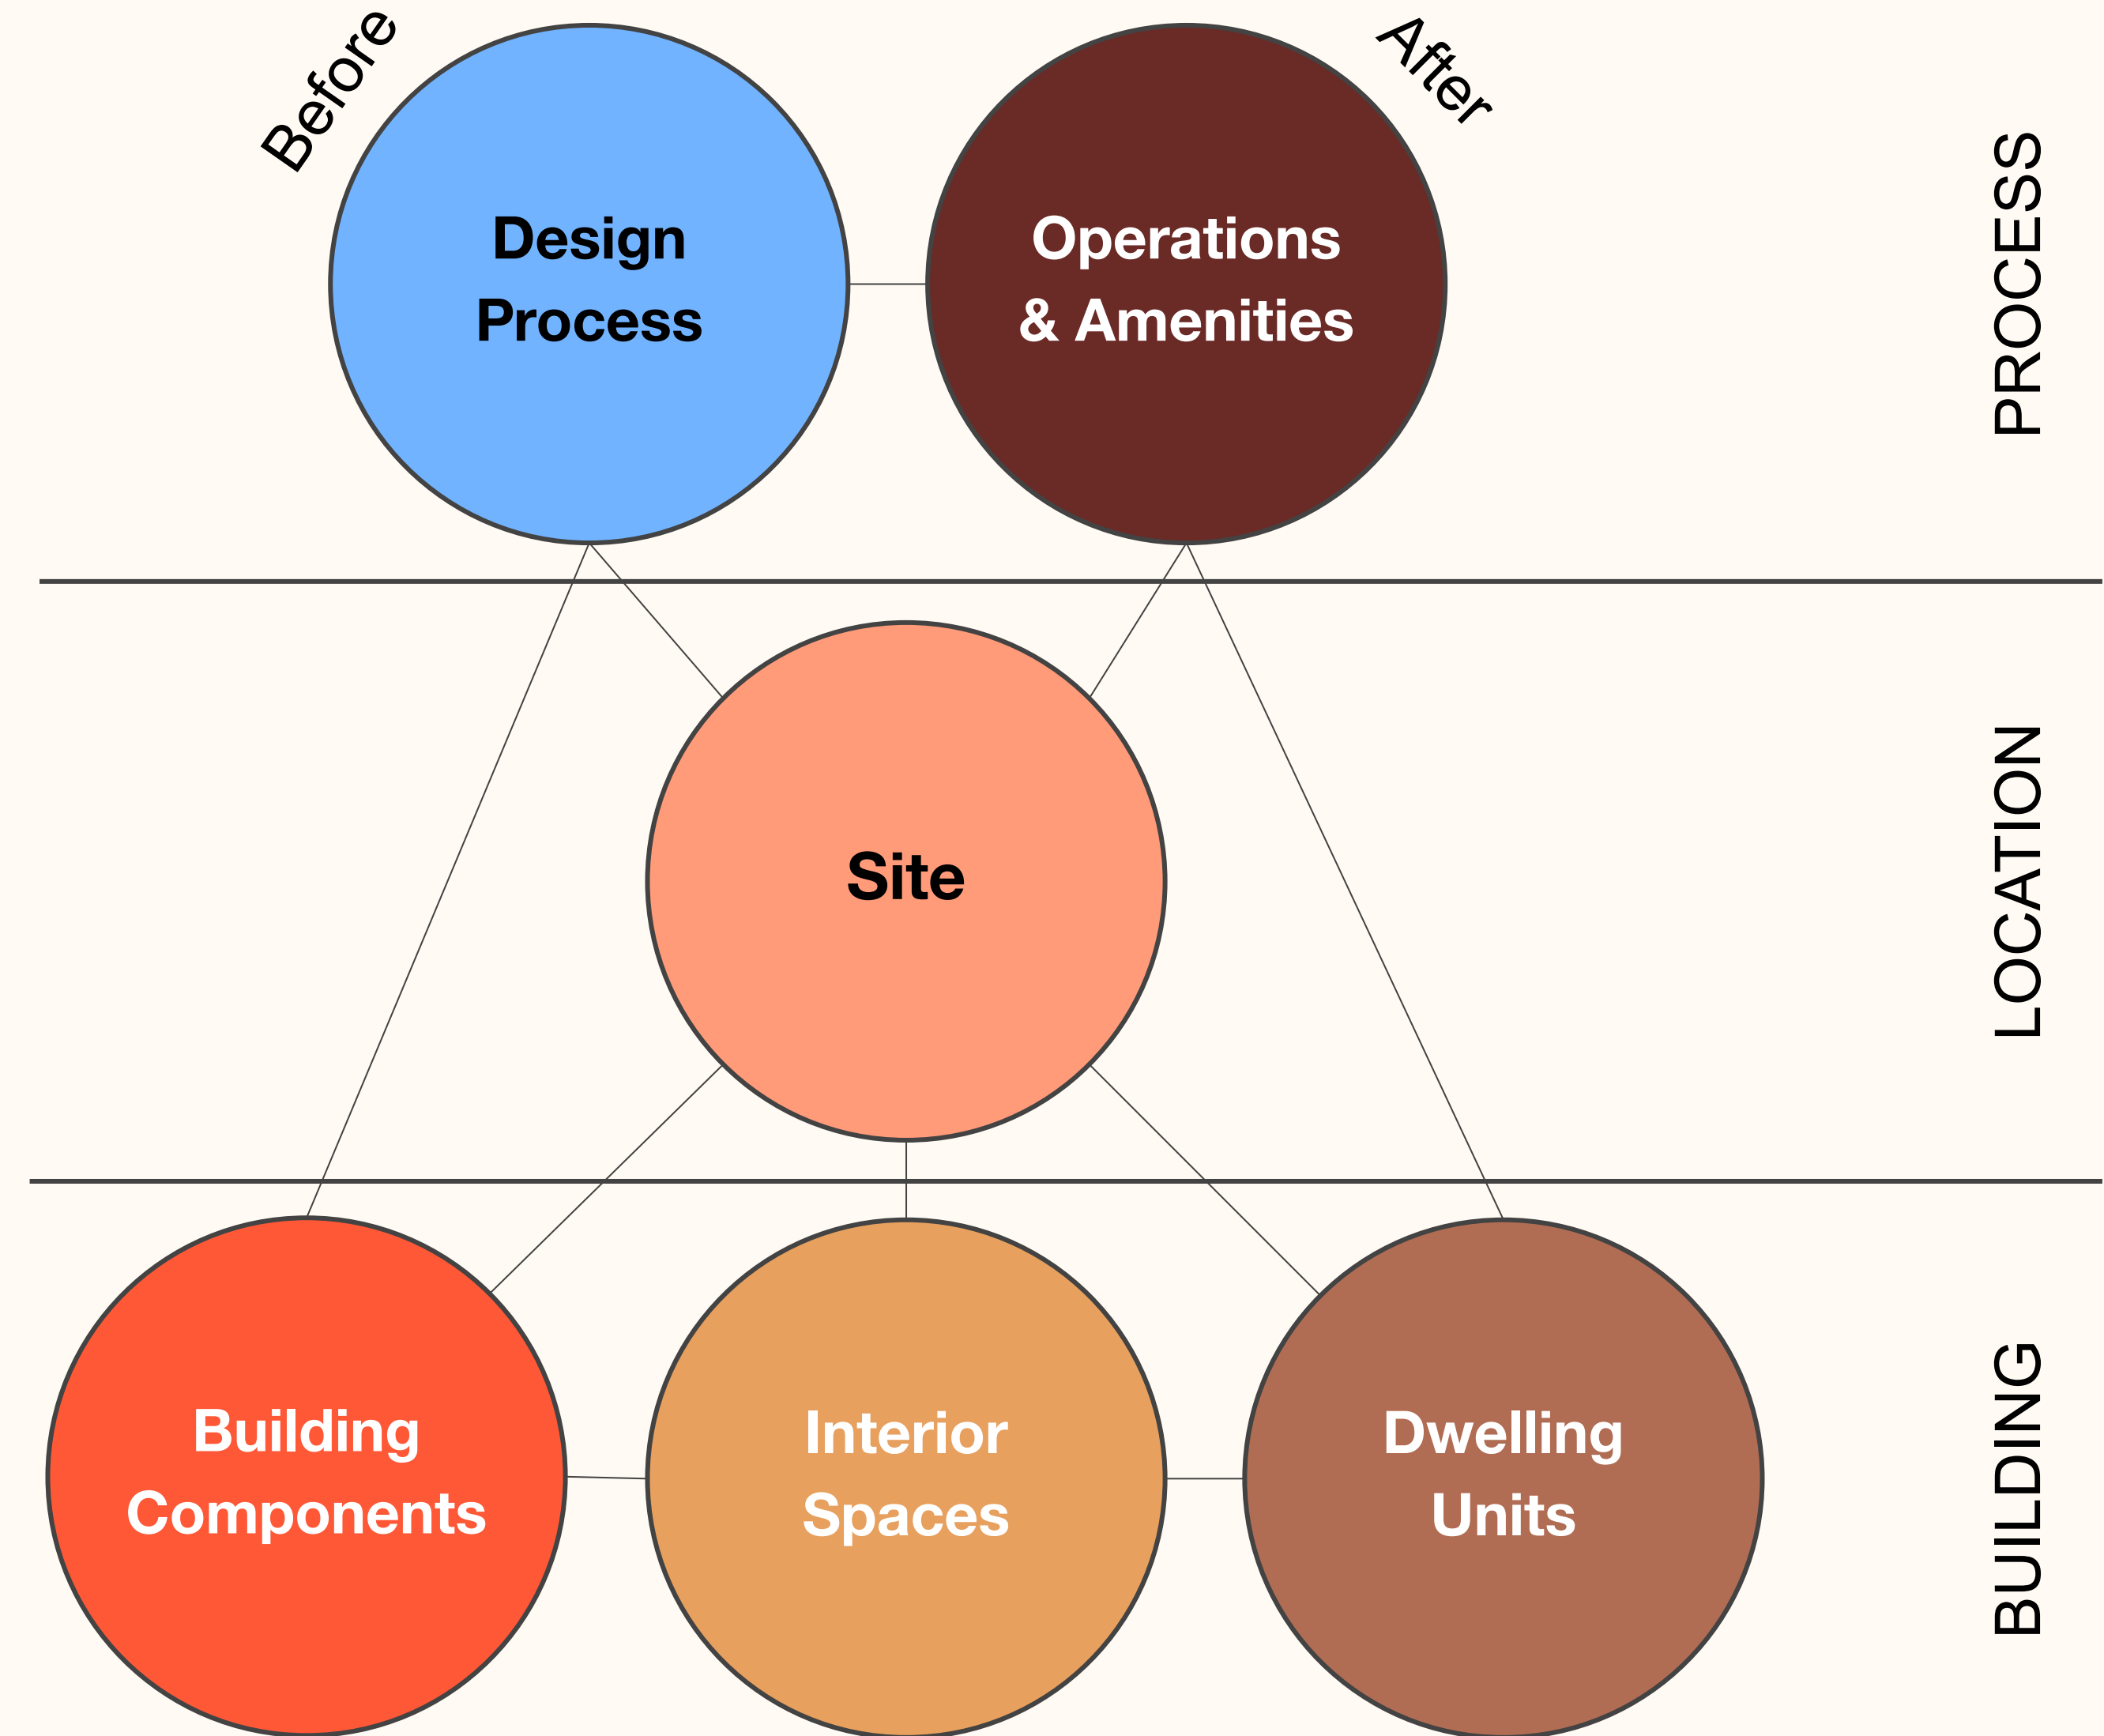 Before
After
Design
Process
Operations
& Amenities
PROCESS
Site
LOCATION
Building
Components
Interior
Spaces
Dwelling
Units
BUILDING